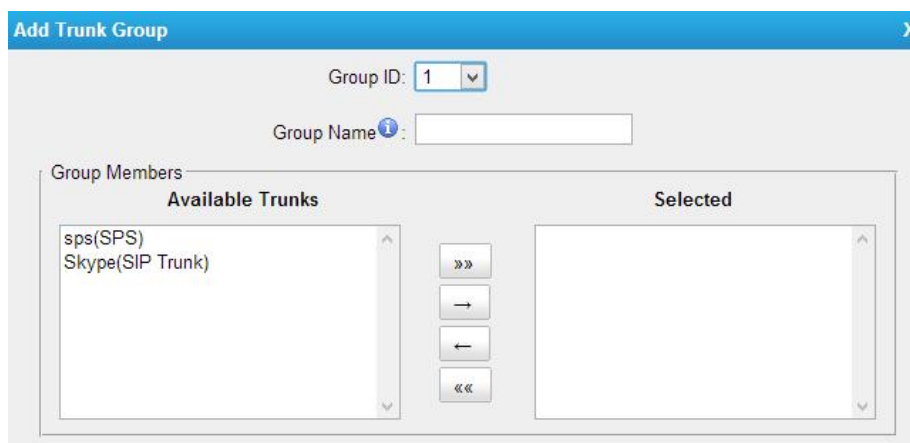 Add Trunk Group X
Group ID: 1
Group Name i :
Group Members
Available Trunks Selected
sps(SPS)
Skype(SIP Trunk)
»»
→
←
««